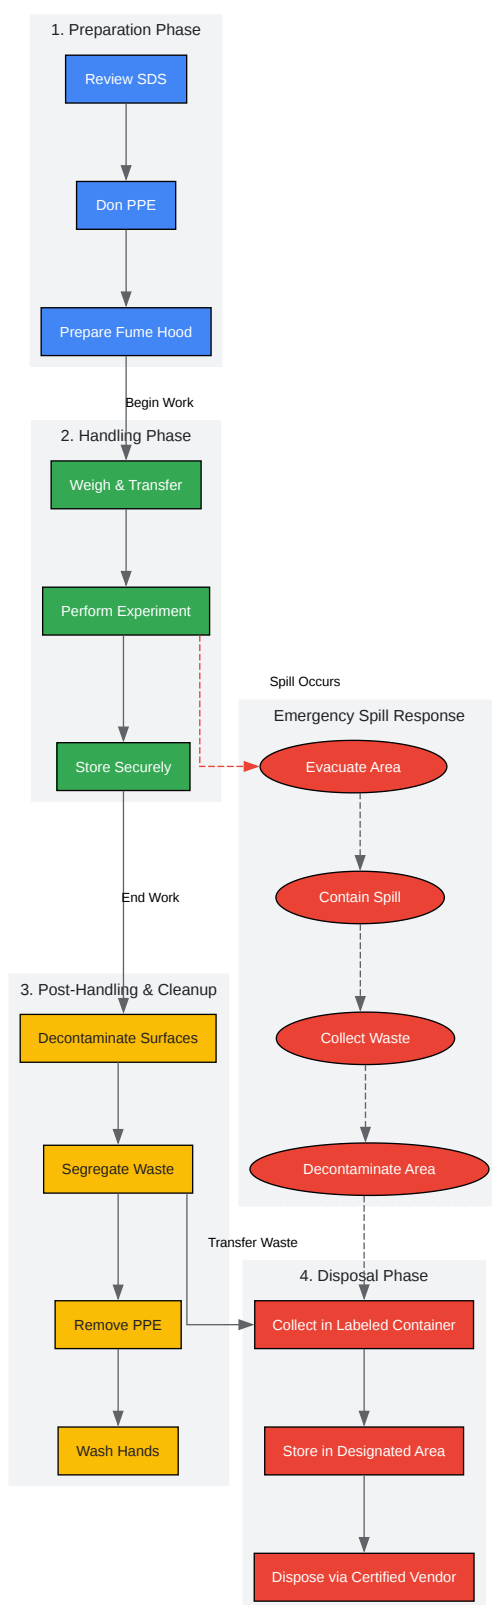 1. Preparation Phase
Review SDS
Don PPE
Prepare Fume Hood
Begin Work
2. Handling Phase
Weigh & Transfer
Perform Experiment
Store Securely
Spill Occurs
Emergency Spill Response
Evacuate Area
Contain Spill
Collect Waste
Decontaminate Area
End Work
3. Post-Handling & Cleanup
Decontaminate Surfaces
Segregate Waste
Remove PPE
Wash Hands
Transfer Waste
4. Disposal Phase
Collect in Labeled Container
Store in Designated Area
Dispose via Certified Vendor